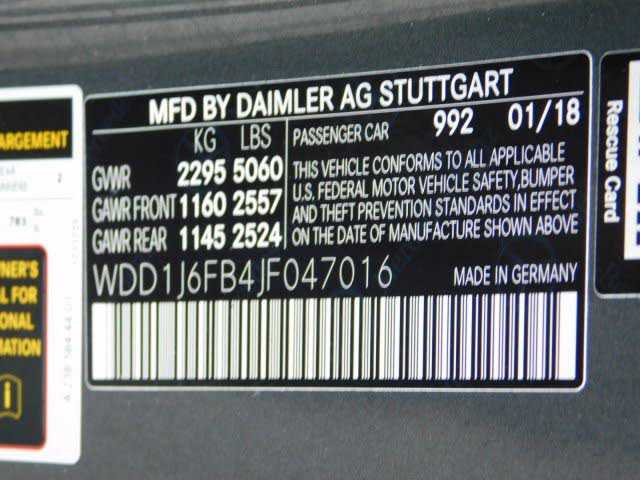 MFD BY DAIMLER AG STUTTGART
KG LBS
GVWR 2295 5060
GAWR FRONT 1160 2557
GAWR REAR 1145 2524
PASSENGER CAR 992 01/18
THIS VEHICLE CONFORMS TO ALL APPLICABLE
U.S. FEDERAL MOTOR VEHICLE SAFETY,BUMPER
AND THEFT PREVENTION STANDARDS IN EFFECT
ON THE DATE OF MANUFACTURE SHOWN ABOVE
WDD1J6FB4JF047016 MADE IN GERMANY
Rescue Card